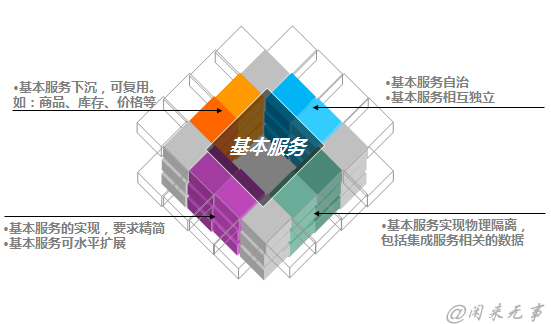 •基本服务下沉，可复用。
如：商品、库存、价格等
•基本服务自治
•基本服务相互独立
基本服务
•基本服务的实现，要求精简
•基本服务可水平扩展
•基本服务实现物理隔离，
包括集成服务相关的数据
@闲来无事